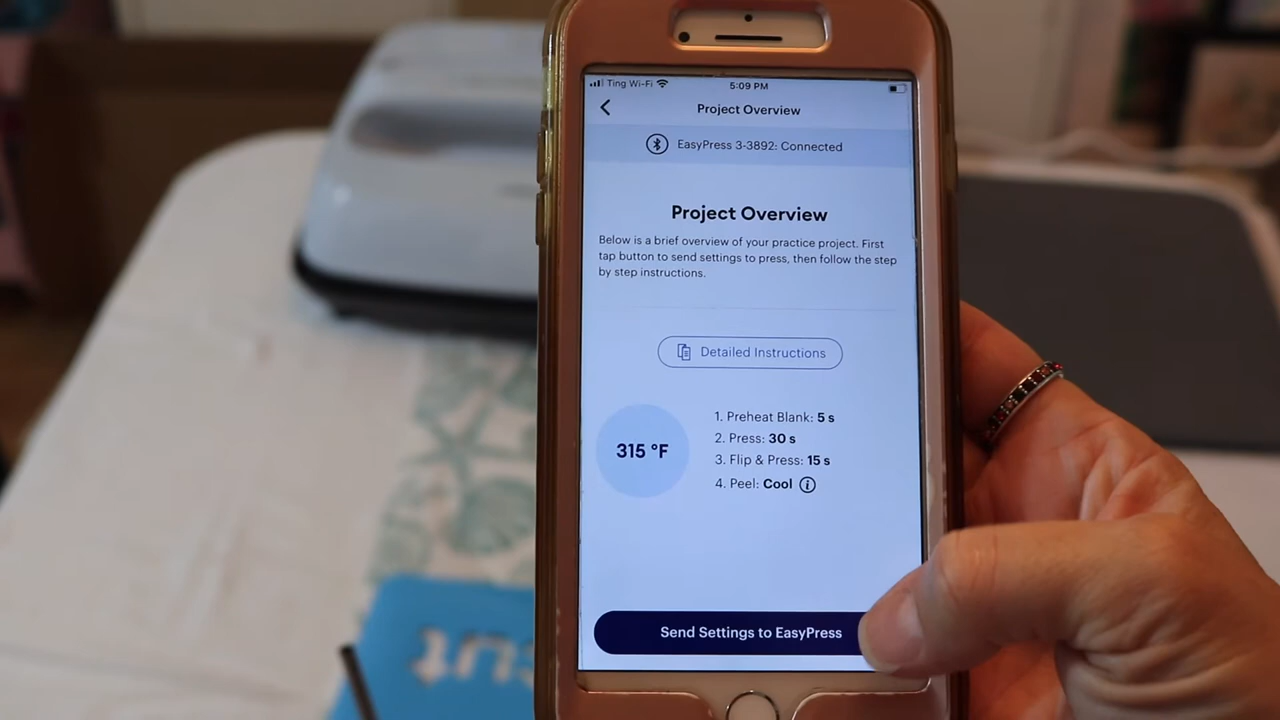 Ting Wi-Fi
5:09 PM
Project Overview
EasyPress 3-3892: Connected
Project Overview
Below is a brief overview of your practice project. First
tap button to send settings to press, then follow the step
by step instructions.
Detailed Instructions
315 °F
1. Preheat Blank: 5 s
2. Press: 30 s
3. Flip & Press: 15 s
4. Peel: Cool
Send Settings to EasyPress